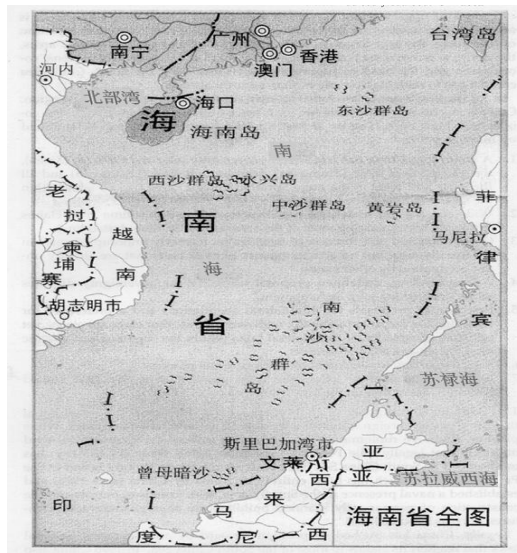 广州
台湾岛
南宁
香港
澳门
河内
北部湾
海口
东沙群岛
海南岛
南海
西沙群岛
永兴岛
中沙群岛
黄岩岛
海南省
老挝
越南
柬埔寨
胡志明市
菲律宾
马尼拉
南沙群岛
苏禄海
斯里巴加湾市
文莱
曾母暗沙
马来西亚
苏拉威西海
印度尼西亚
海南省全图